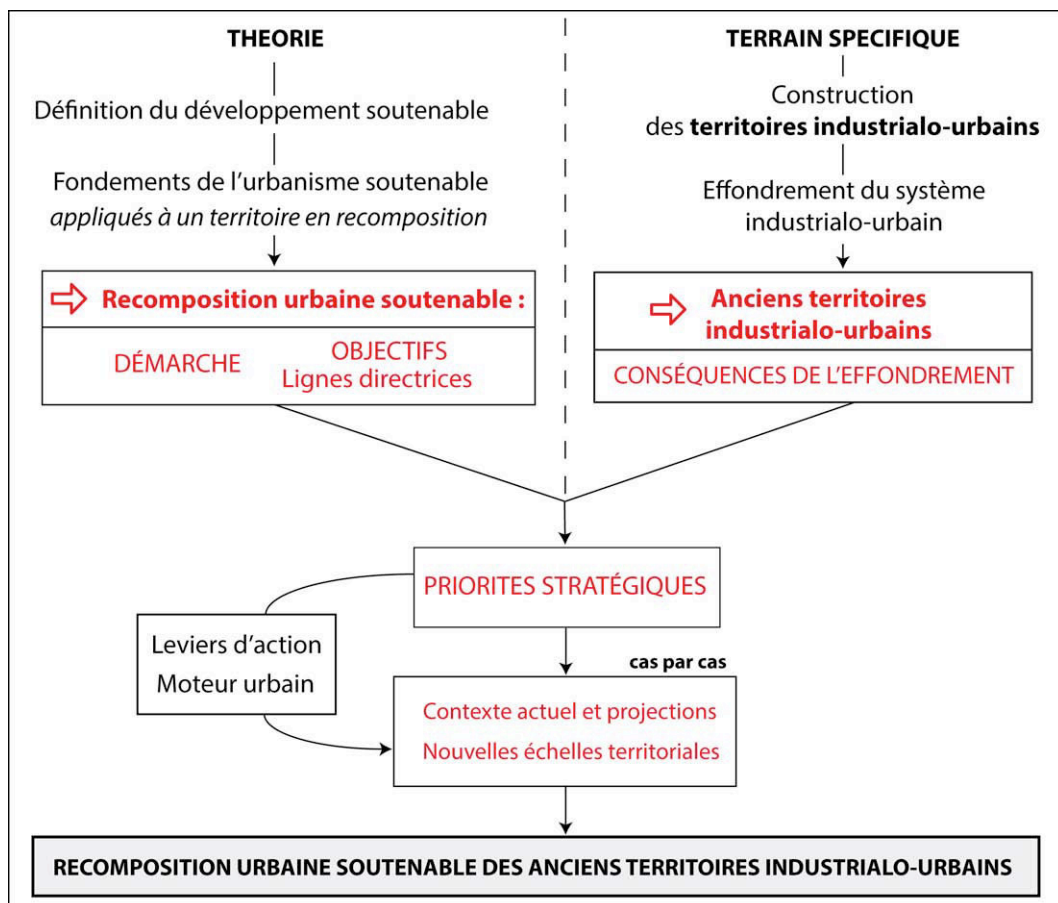 THEORIE
Définition du développement soutenable
Fondements de l'urbanisme soutenable
appliqués à un territoire en recomposition
Recomposition urbaine soutenable :
DÉMARCHE
OBJECTIFS
Lignes directrices
TERRAIN SPECIFIQUE
Construction
des territoires industrialo-urbains
Effondrement du système
industrialo-urbain
Anciens territoires
industrialo-urbains
CONSÉQUENCES DE L'EFFONDREMENT
PRIORITES STRATÉGIQUES
Leviers d'action
Moteur urbain
cas par cas
Contexte actuel et projections
Nouvelles échelles territoriales
RECOMPOSITION URBAINE SOUTENABLE DES ANCIENS TERRITOIRES INDUSTRIALO-URBAINS